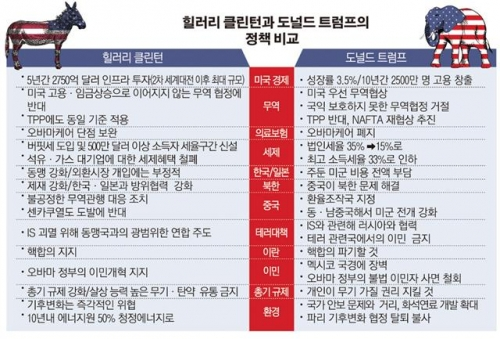 힐러리 클린턴과 도널드 트럼프의
정책 비교
힐러리 클린턴
도널드 트럼프
• 5년간 2750억 달러 인프라 투자(2차 세계대전 이후 최대 규모)
미국 경제
• 성장률 3.5%/10년간 2500만 명 고용 창출
• 미국 고용·임금상승으로 이어지지 않는 무역 협정에
반대
• TPP에도 동일 기준 적용
무역
• 미국 우선 무역협상
• 국익 보호하지 못한 무역협정 거절
• TPP 반대, NAFTA 재협상 추진
• 오바마케어 단점 보완
의료보험
• 오바마케어 폐지
• 버핏세 도입 및 500만 달러 이상 소득자 세율구간 신설
• 석유·가스 대기업에 대한 세제혜택 철폐
세제
• 법인세율 35% ➡15%로
• 최고 소득세율 33%로 인하
• 동맹 강화/외환시장 개입에는 부정적
한국/일본
• 주둔 미군 비용 전액 부담
• 제재 강화/한국·일본과 방위협력 강화
북한
• 중국이 북한 문제 해결
• 불공정한 무역관행 대응 조치
• 센카쿠열도 도발에 반대
중국
• 환율조작국 지정
• 동·남중국해서 미군 전개 강화
• IS 괴멸 위해 동맹국과의 광범위한 연합 주도
테러대책
• IS와 관련해 러시아와 협력
• 테러 관련국에서의 이민 금지
• 핵합의 지지
이란
• 핵합의 파기할 것
• 오바마 정부의 이민개혁 지지
이민
• 멕시코 국경에 장벽
• 오바마 정부의 불법 이민자 사면 철회
• 총기 규제 강화/살상 능력 높은 무기·탄약 유통 금지
총기 규제
• 개인이 무기 가질 권리 지킬 것
• 기후변화는 즉각적인 위협
• 10년내 에너지원 50% 청정에너지로
환경
• 국가 안보 문제와 거리, 화석연료 개발 확대
• 파리 기후변화 협정 탈퇴 불사